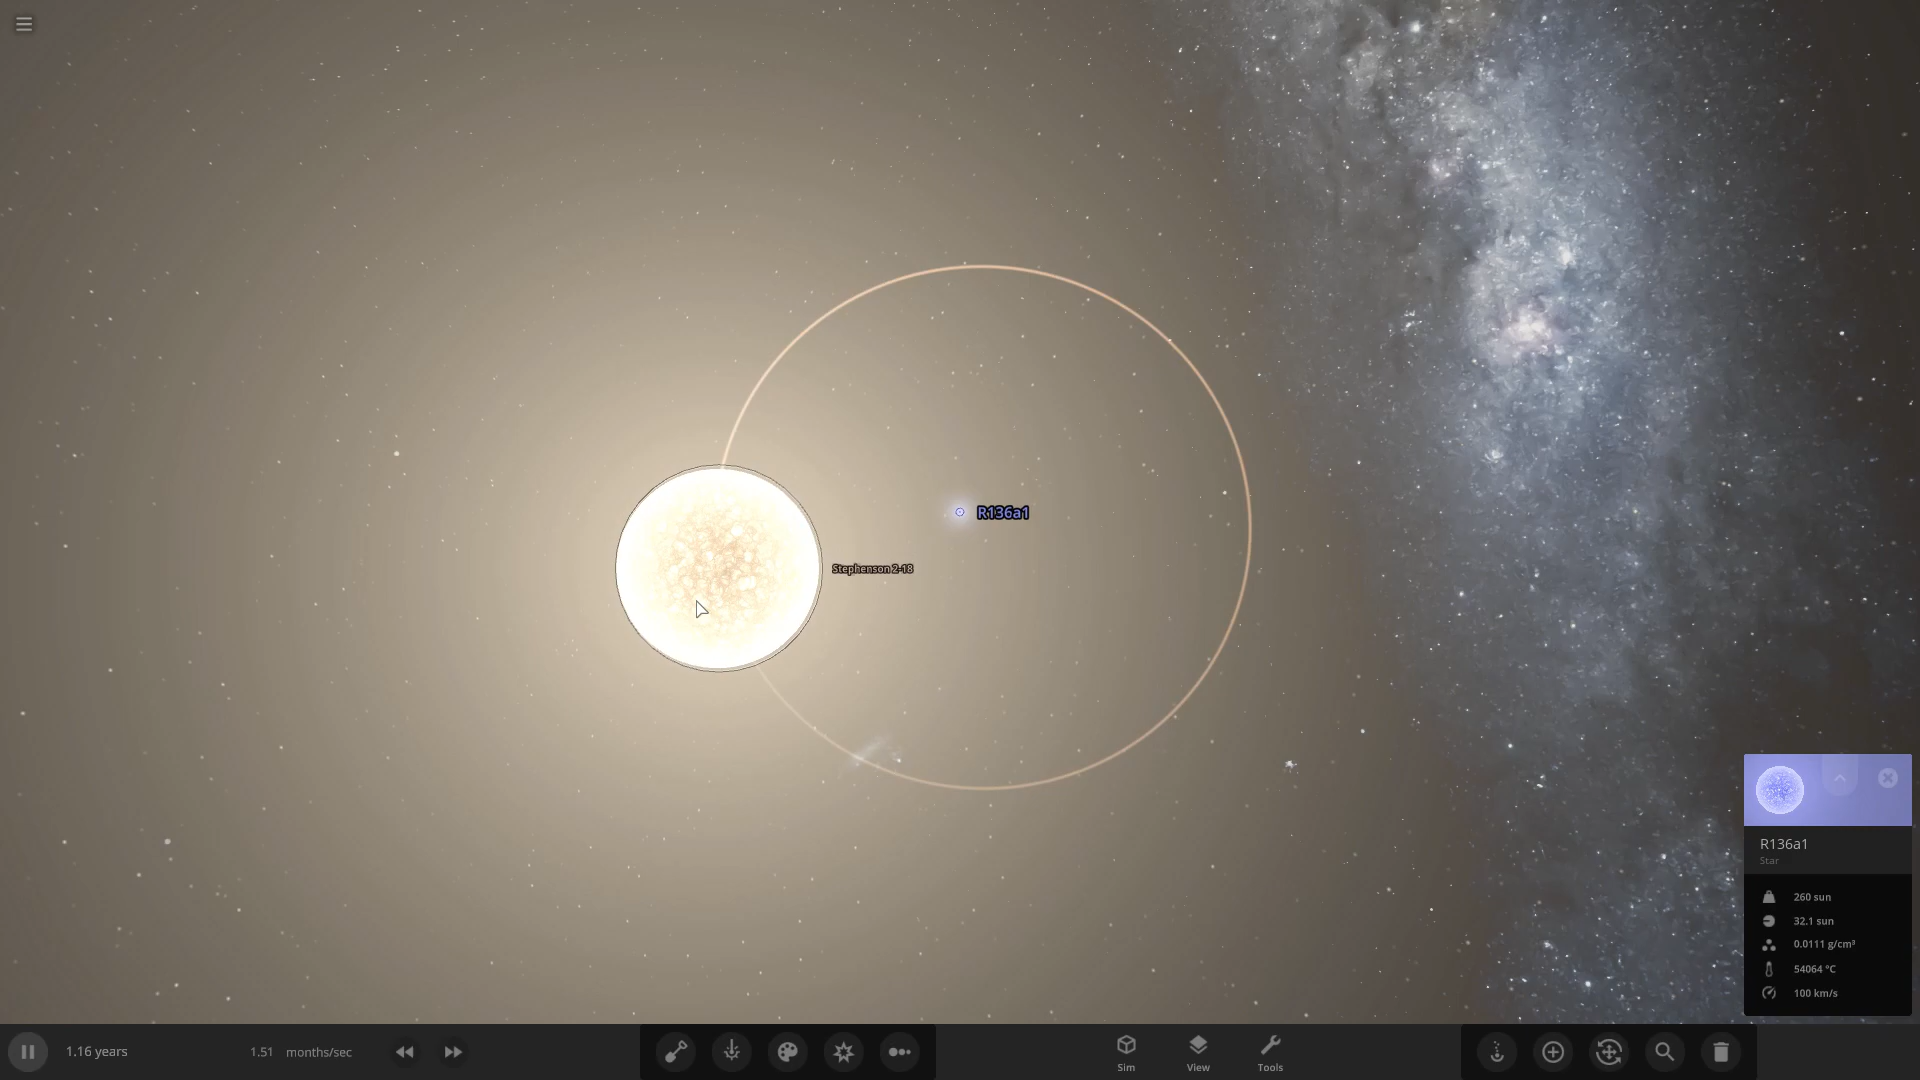 R136a1
Stephenson 2-18
R136a1
Star
260 sun
32.1 sun
0.0111 g/cm³
54064 °C
100 km/s
1.16 years
1.51 months/sec
Sim
View
Tools